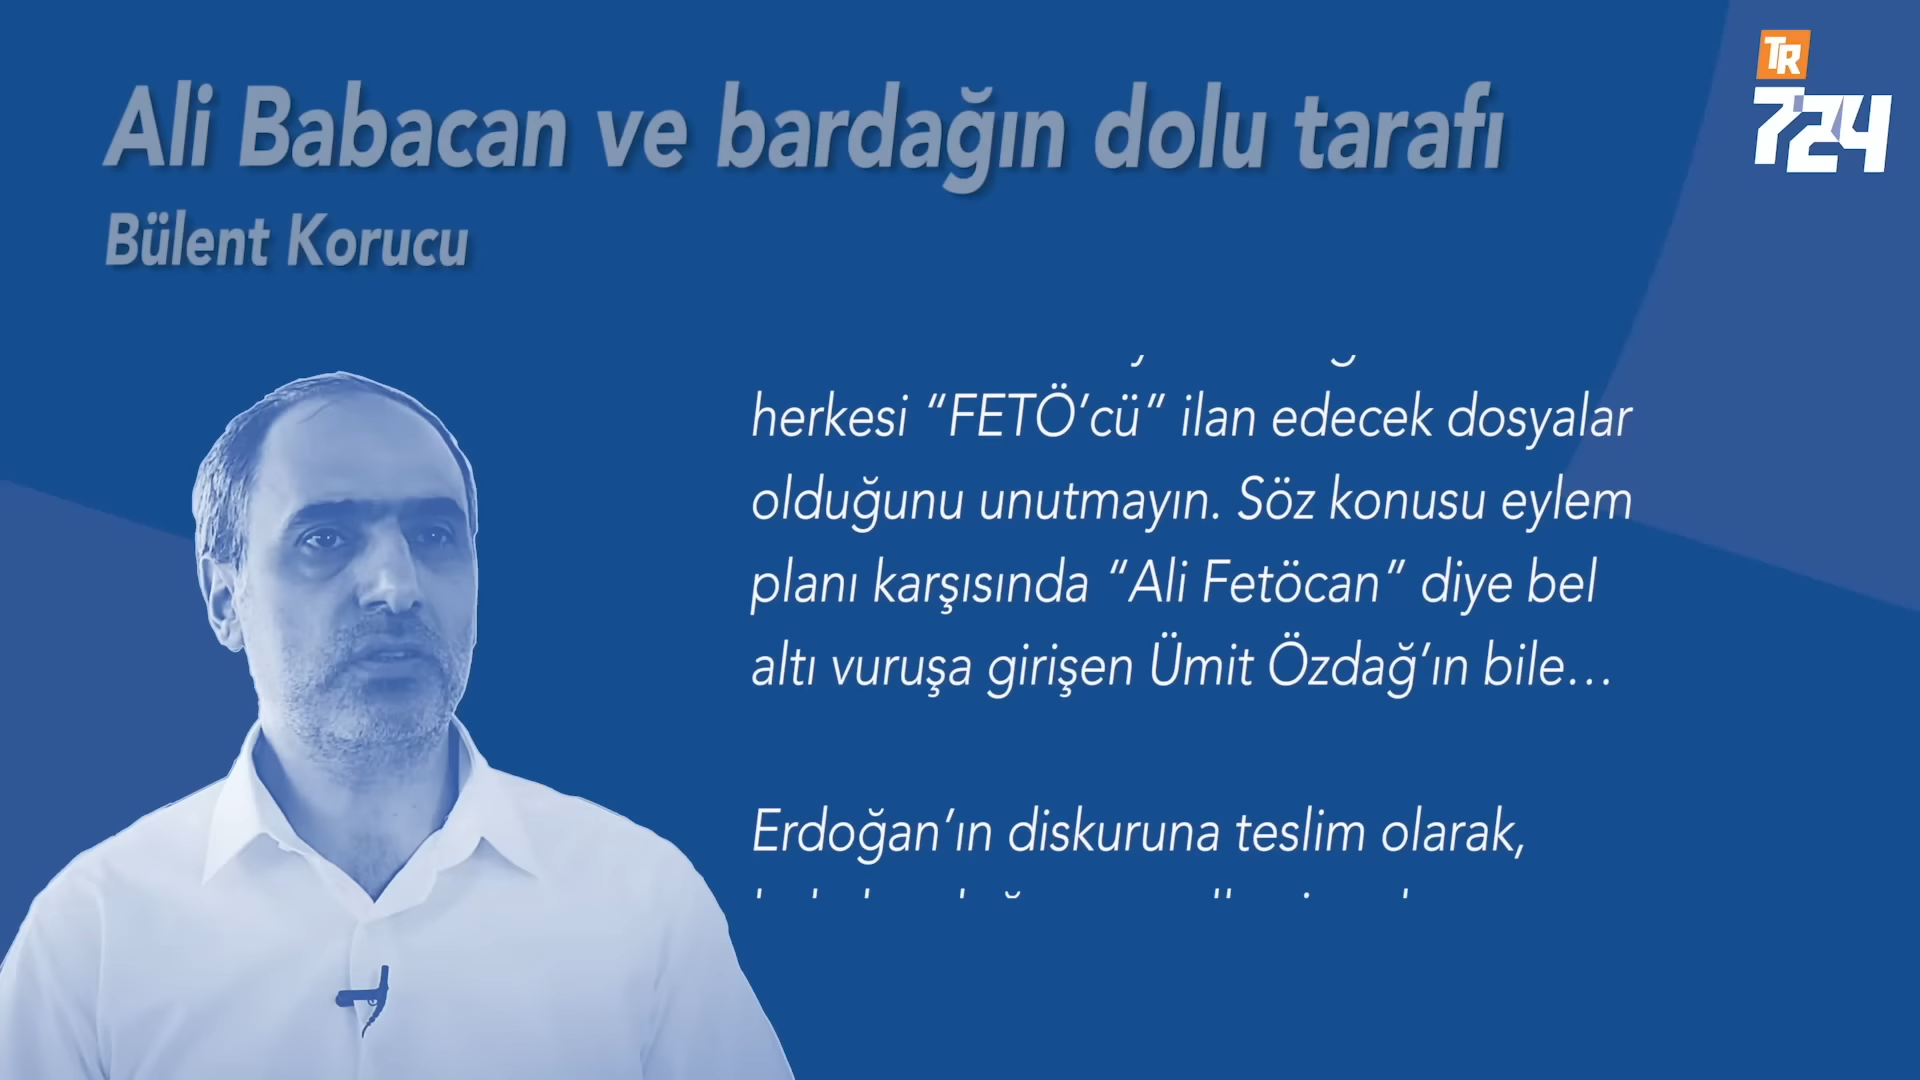 Ali Babacan ve bardağın dolu tarafı
Bülent Korucu
TR
724
herkesi “FETÖ’cü” ilan edecek dosyalar
olduğunu unutmayın. Söz konusu eylem
planı karşısında “Ali Fetöcan” diye bel
altı vuruşa girişen Ümit Özdağ’ın bile…
Erdoğan’ın diskuruna teslim olarak,